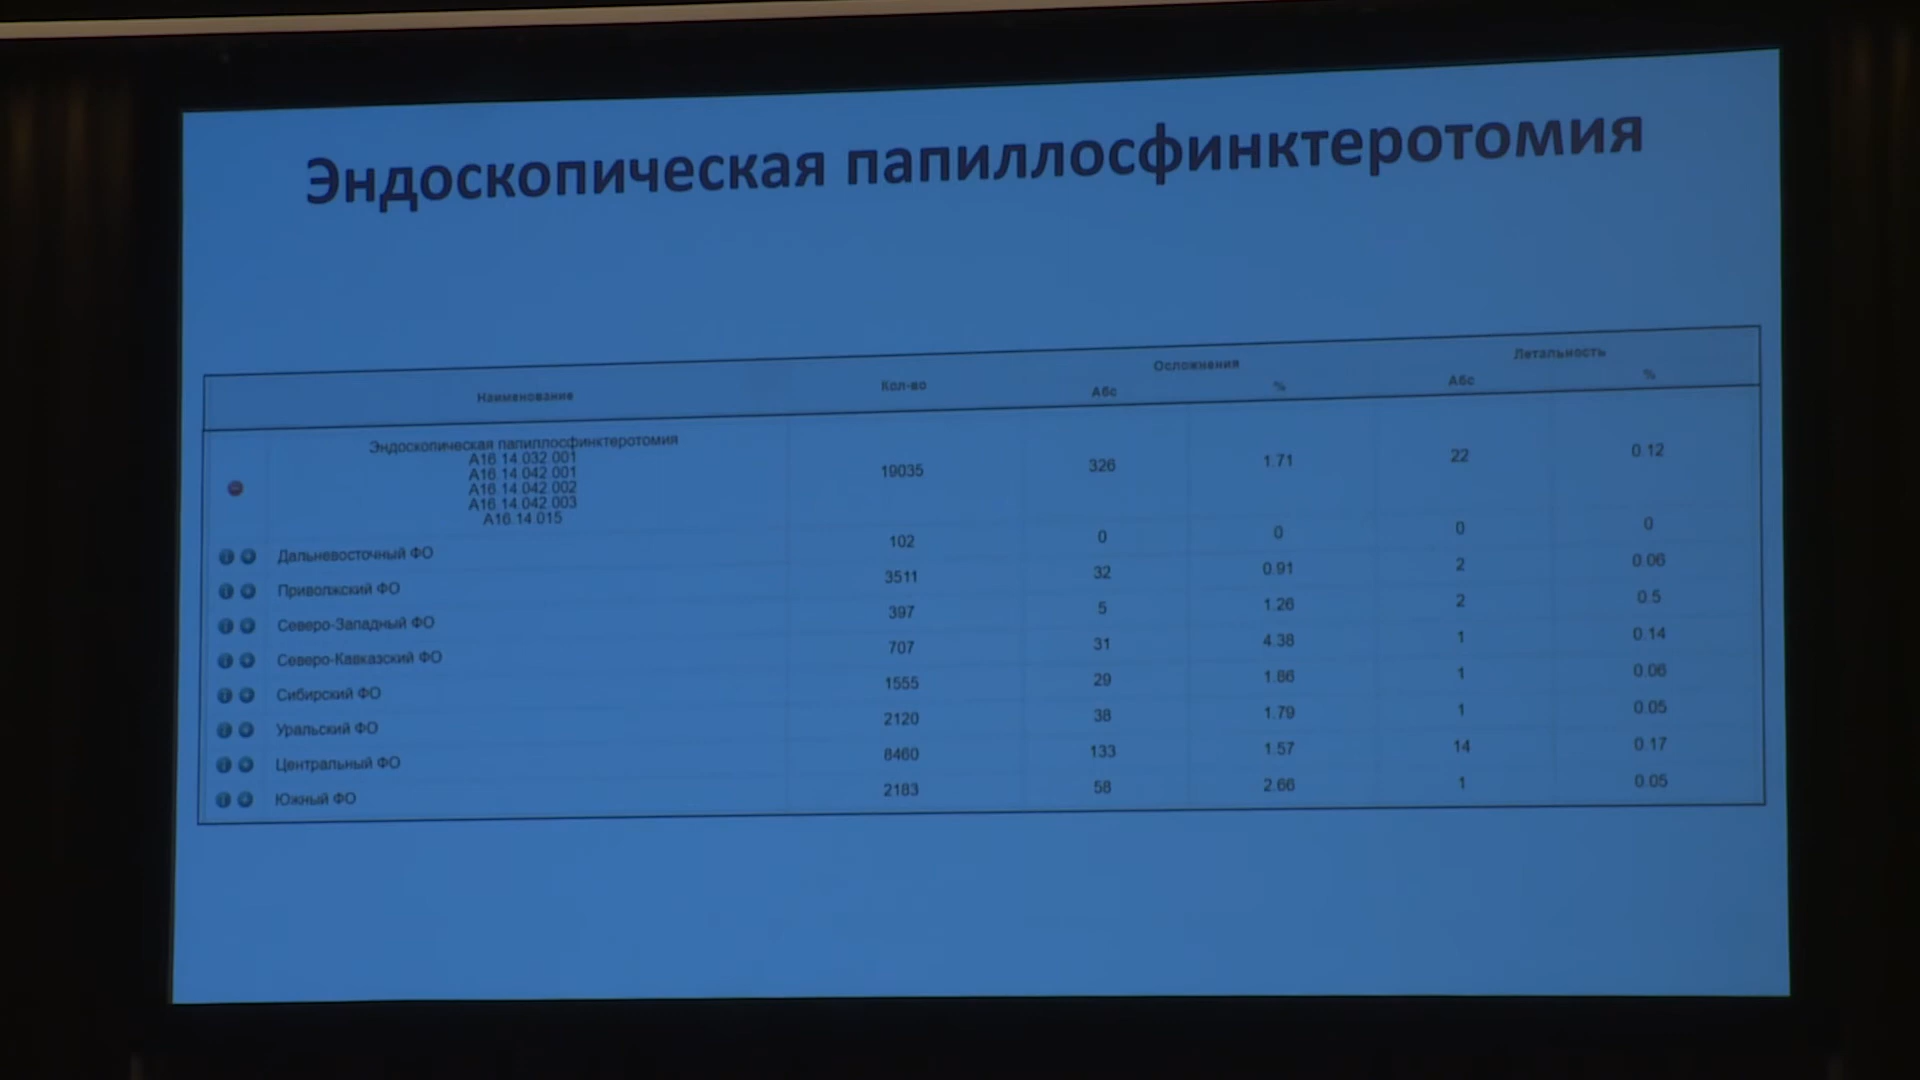 Эндоскопическая папиллосфинктеротомия
Наименование Кол-во Осложнения Летальность
Абс % Абс %
Эндоскопическая папиллосфинктеротомия
A16.14.032.001
A16.14.042.001
A16.14.042.002
A16.14.042.003
A16.14.015
19035 326 1.71 22 0.12
Дальневосточный ФО 102 0 0 0 0
Приволжский ФО 3511 32 0.91 2 0.06
Северо-Западный ФО 397 5 1.26 2 0.5
Северо-Кавказский ФО 707 31 4.38 1 0.14
Сибирский ФО 1555 29 1.86 1 0.06
Уральский ФО 2120 38 1.79 1 0.05
Центральный ФО 8460 133 1.57 14 0.17
Южный ФО 2183 58 2.66 1 0.05